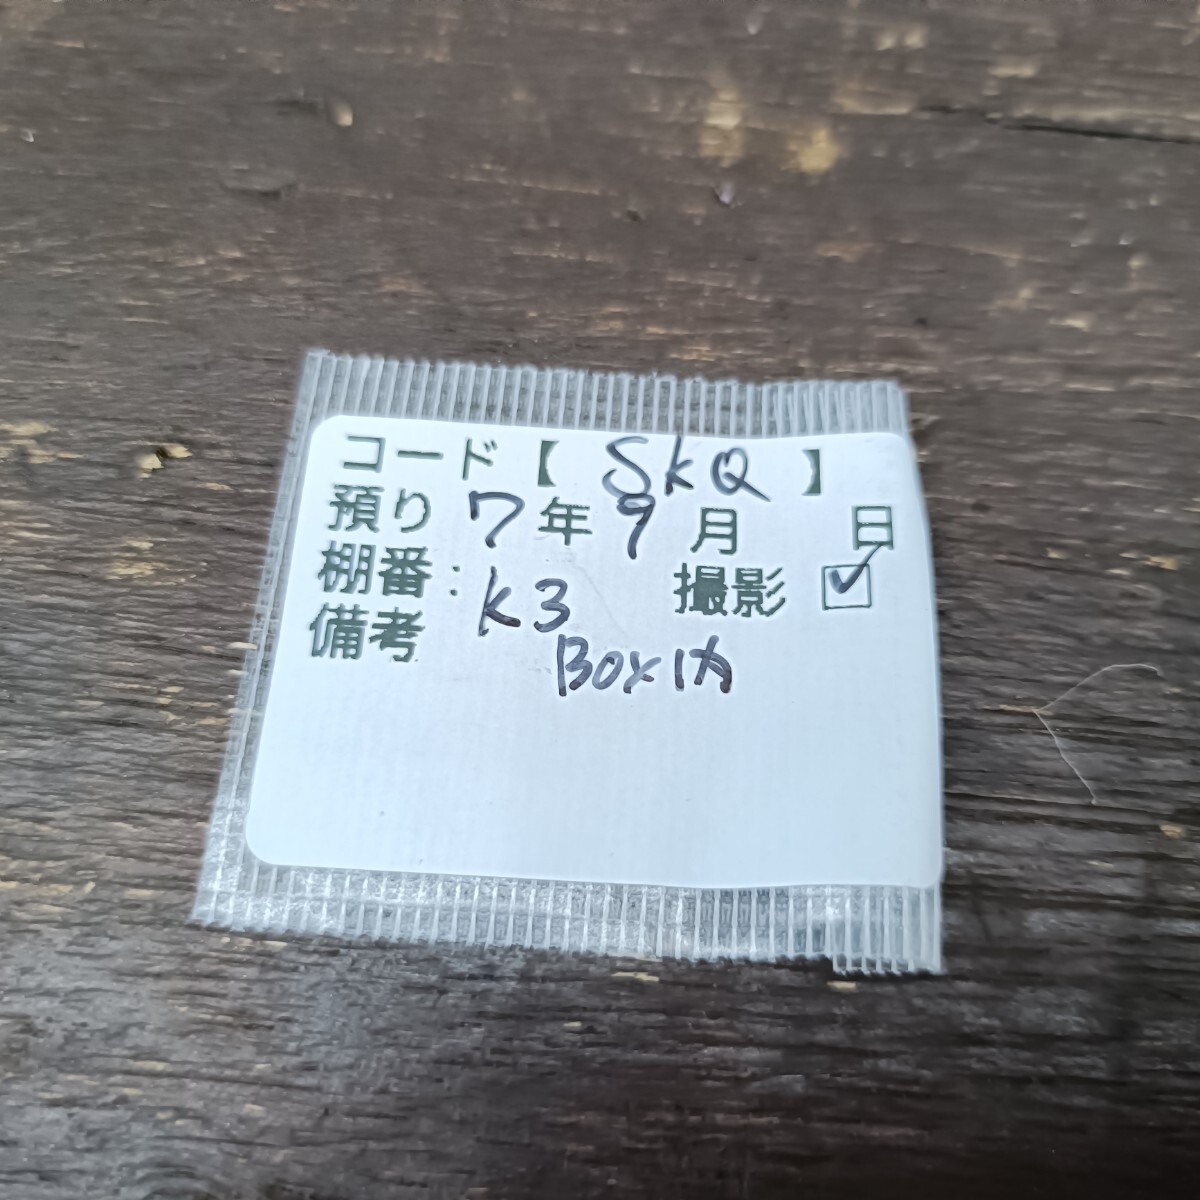 コード【 SKQ 】
預り 7年 9月 日
棚番: K3 撮影 ☑
備考
Box内